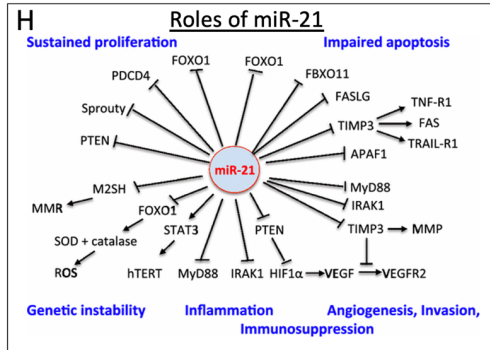 H
Roles of miR-21
Sustained proliferation
Impaired apoptosis
FOXO1
FOXO1
PDCD4
FBXO11
FASLG
TNF-R1
Sprouty
TIMP3
FAS
PTEN
TRAIL-R1
APAF1
miR-21
M2SH
MyD88
MMR
IRAK1
FOXO1
TIMP3
MMP
STAT3
PTEN
SOD + catalase
ROS
hTERT
MyD88
IRAK1
HIF1α
VEGF
VEGFR2
Genetic instability
Inflammation
Angiogenesis, Invasion,
Immunosuppression